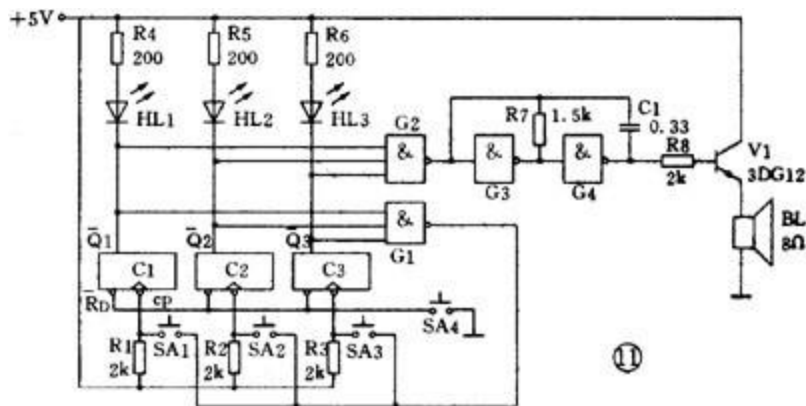 +5V
R4
200
R5
200
R6
200
HL1
HL2
HL3
G2
&
R7
1.5k
&
G3
&
G4
C1
0.33
R8
2k
V1
3DG12
BL
8Ω
&
G1
Q̄1
Q̄2
Q̄3
C1
C2
C3
R̄D
cp
SA4
R1
2k
SA1
R2
2k
SA2
R3
2k
SA3
⑪